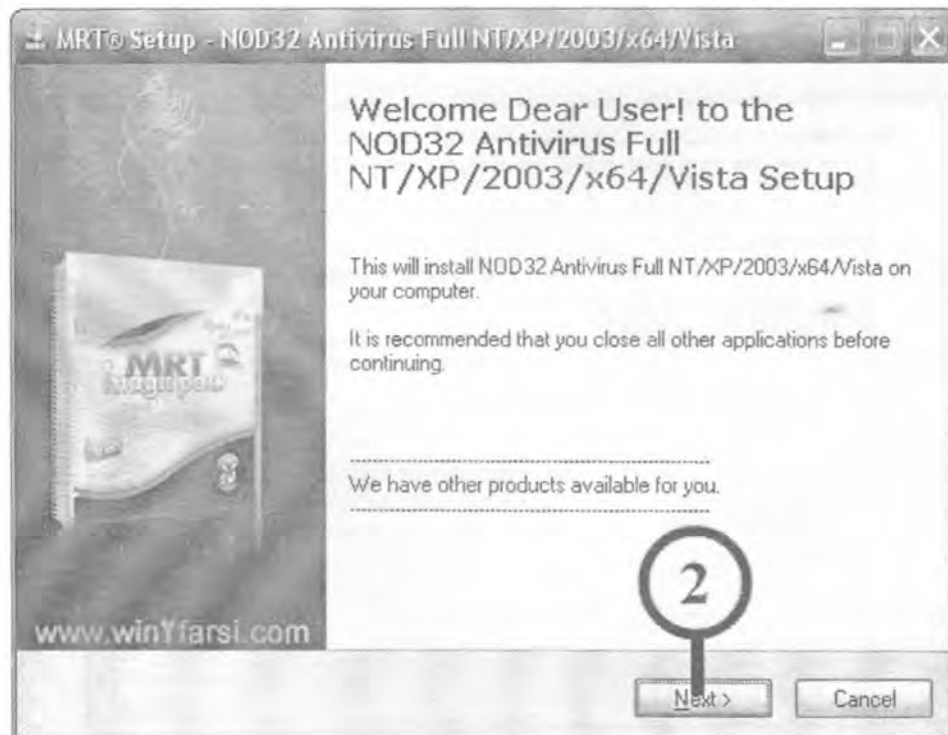 MRT® Setup - NOD32 Antivirus Full NT/XP/2003/x64/Vista
Welcome Dear User! to the
NOD32 Antivirus Full
NT/XP/2003/x64/Vista Setup
This will install NOD32 Antivirus Full NT/XP/2003/x64/Vista on
your computer.
It is recommended that you close all other applications before
continuing.
MRT
We have other products available for you.
2
www.win۲farsi.com
Next >
Cancel